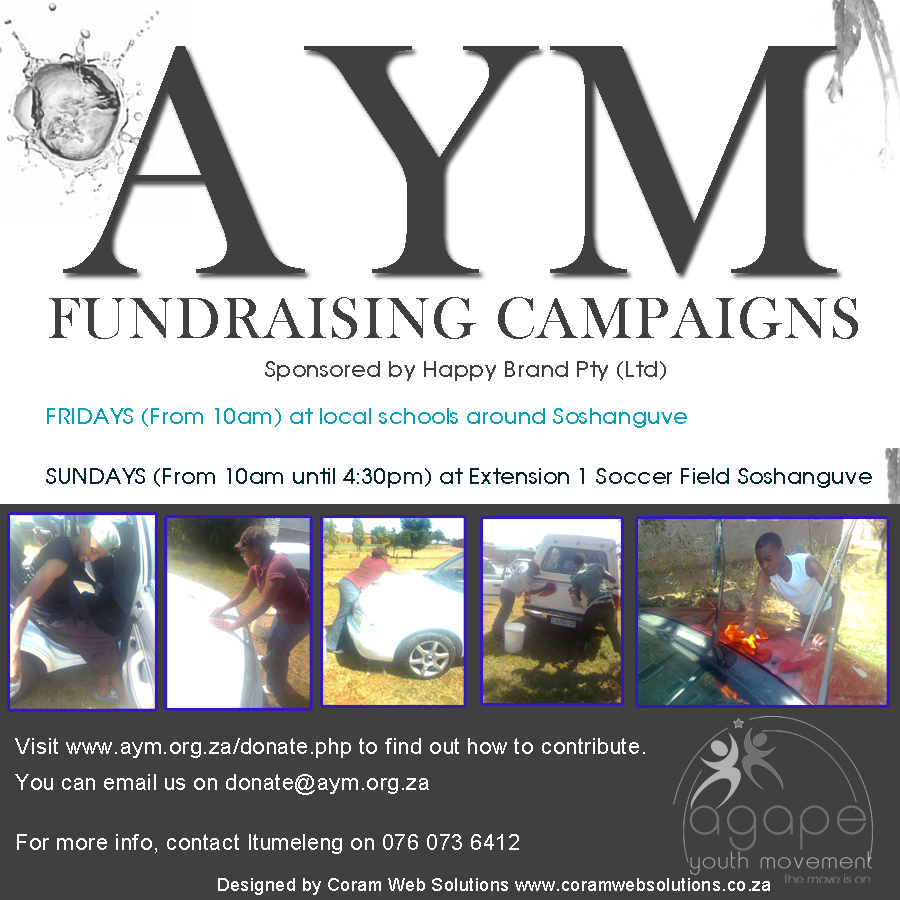 AYM
FUNDRAISING CAMPAIGNS
Sponsored by Happy Brand Pty (Ltd)
FRIDAYS (From 10am) at local schools around Soshanguve
SUNDAYS (From 10am until 4:30pm) at Extension 1 Soccer Field Soshanguve
Visit www.aym.org.za/donate.php to find out how to contribute.
You can email us on donate@aym.org.za
For more info, contact Itumeleng on 076 073 6412
agape
youth movement
the move is on
Designed by Coram Web Solutions www.coramwebsolutions.co.za